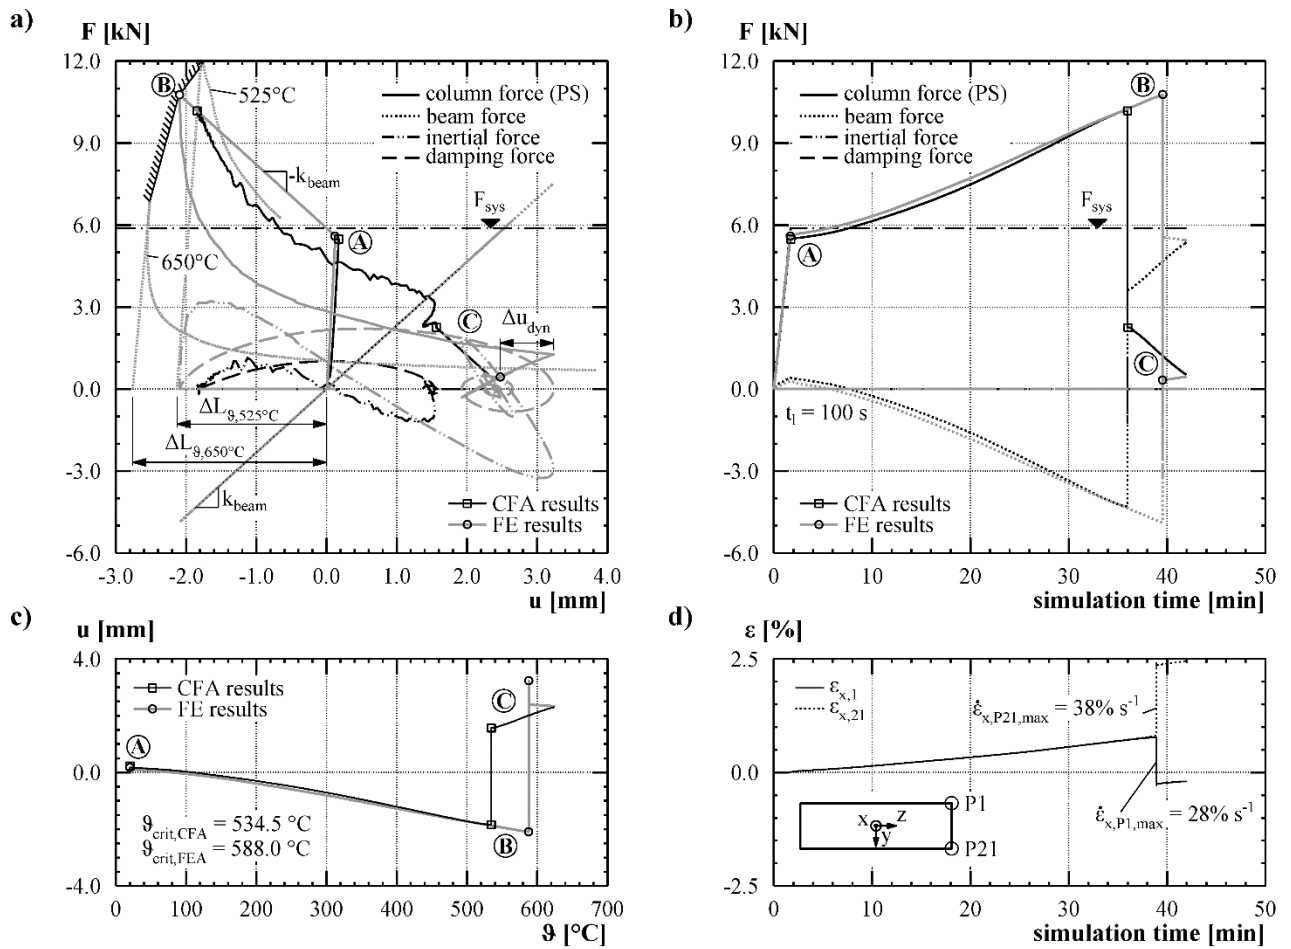 a)
F [kN]
12.0
9.0
6.0
3.0
0.0
-3.0
-6.0
-3.0 -2.0 -1.0 0.0 1.0 2.0 3.0 4.0
u [mm]
B
525°C
column force (PS)
beam force
inertial force
damping force
-k_beam
F_sys
A
650°C
C
Δu_dyn
ΔL_ϑ,525°C
ΔL_ϑ,650°C
k_beam
CFA results
FE results
b)
F [kN]
12.0
9.0
6.0
3.0
0.0
-3.0
-6.0
0 10 20 30 40 50
simulation time [min]
B
column force (PS)
beam force
inertial force
damping force
F_sys
A
C
t_l = 100 s
CFA results
FE results
c)
u [mm]
4.0
0.0
-4.0
0 100 200 300 400 500 600 700
ϑ [°C]
CFA results
FE results
A
C
B
ϑ_crit,CFA = 534.5 °C
ϑ_crit,FEA = 588.0 °C
d)
ε [%]
2.5
0.0
-2.5
0 10 20 30 40 50
simulation time [min]
ε_x,1
ε_x,21
ε̇_x,P21,max = 38% s⁻¹
ε̇_x,P1,max = 28% s⁻¹
P1
x z
y
P21